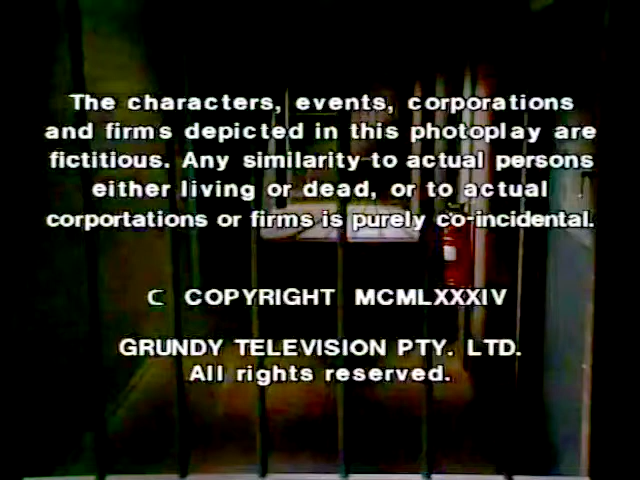 The characters, events, corporations
and firms depicted in this photoplay are
fictitious. Any similarity to actual persons
either living or dead, or to actual
corportations or firms is purely co-incidental.
C COPYRIGHT MCMLXXXIV
GRUNDY TELEVISION PTY. LTD.
All rights reserved.